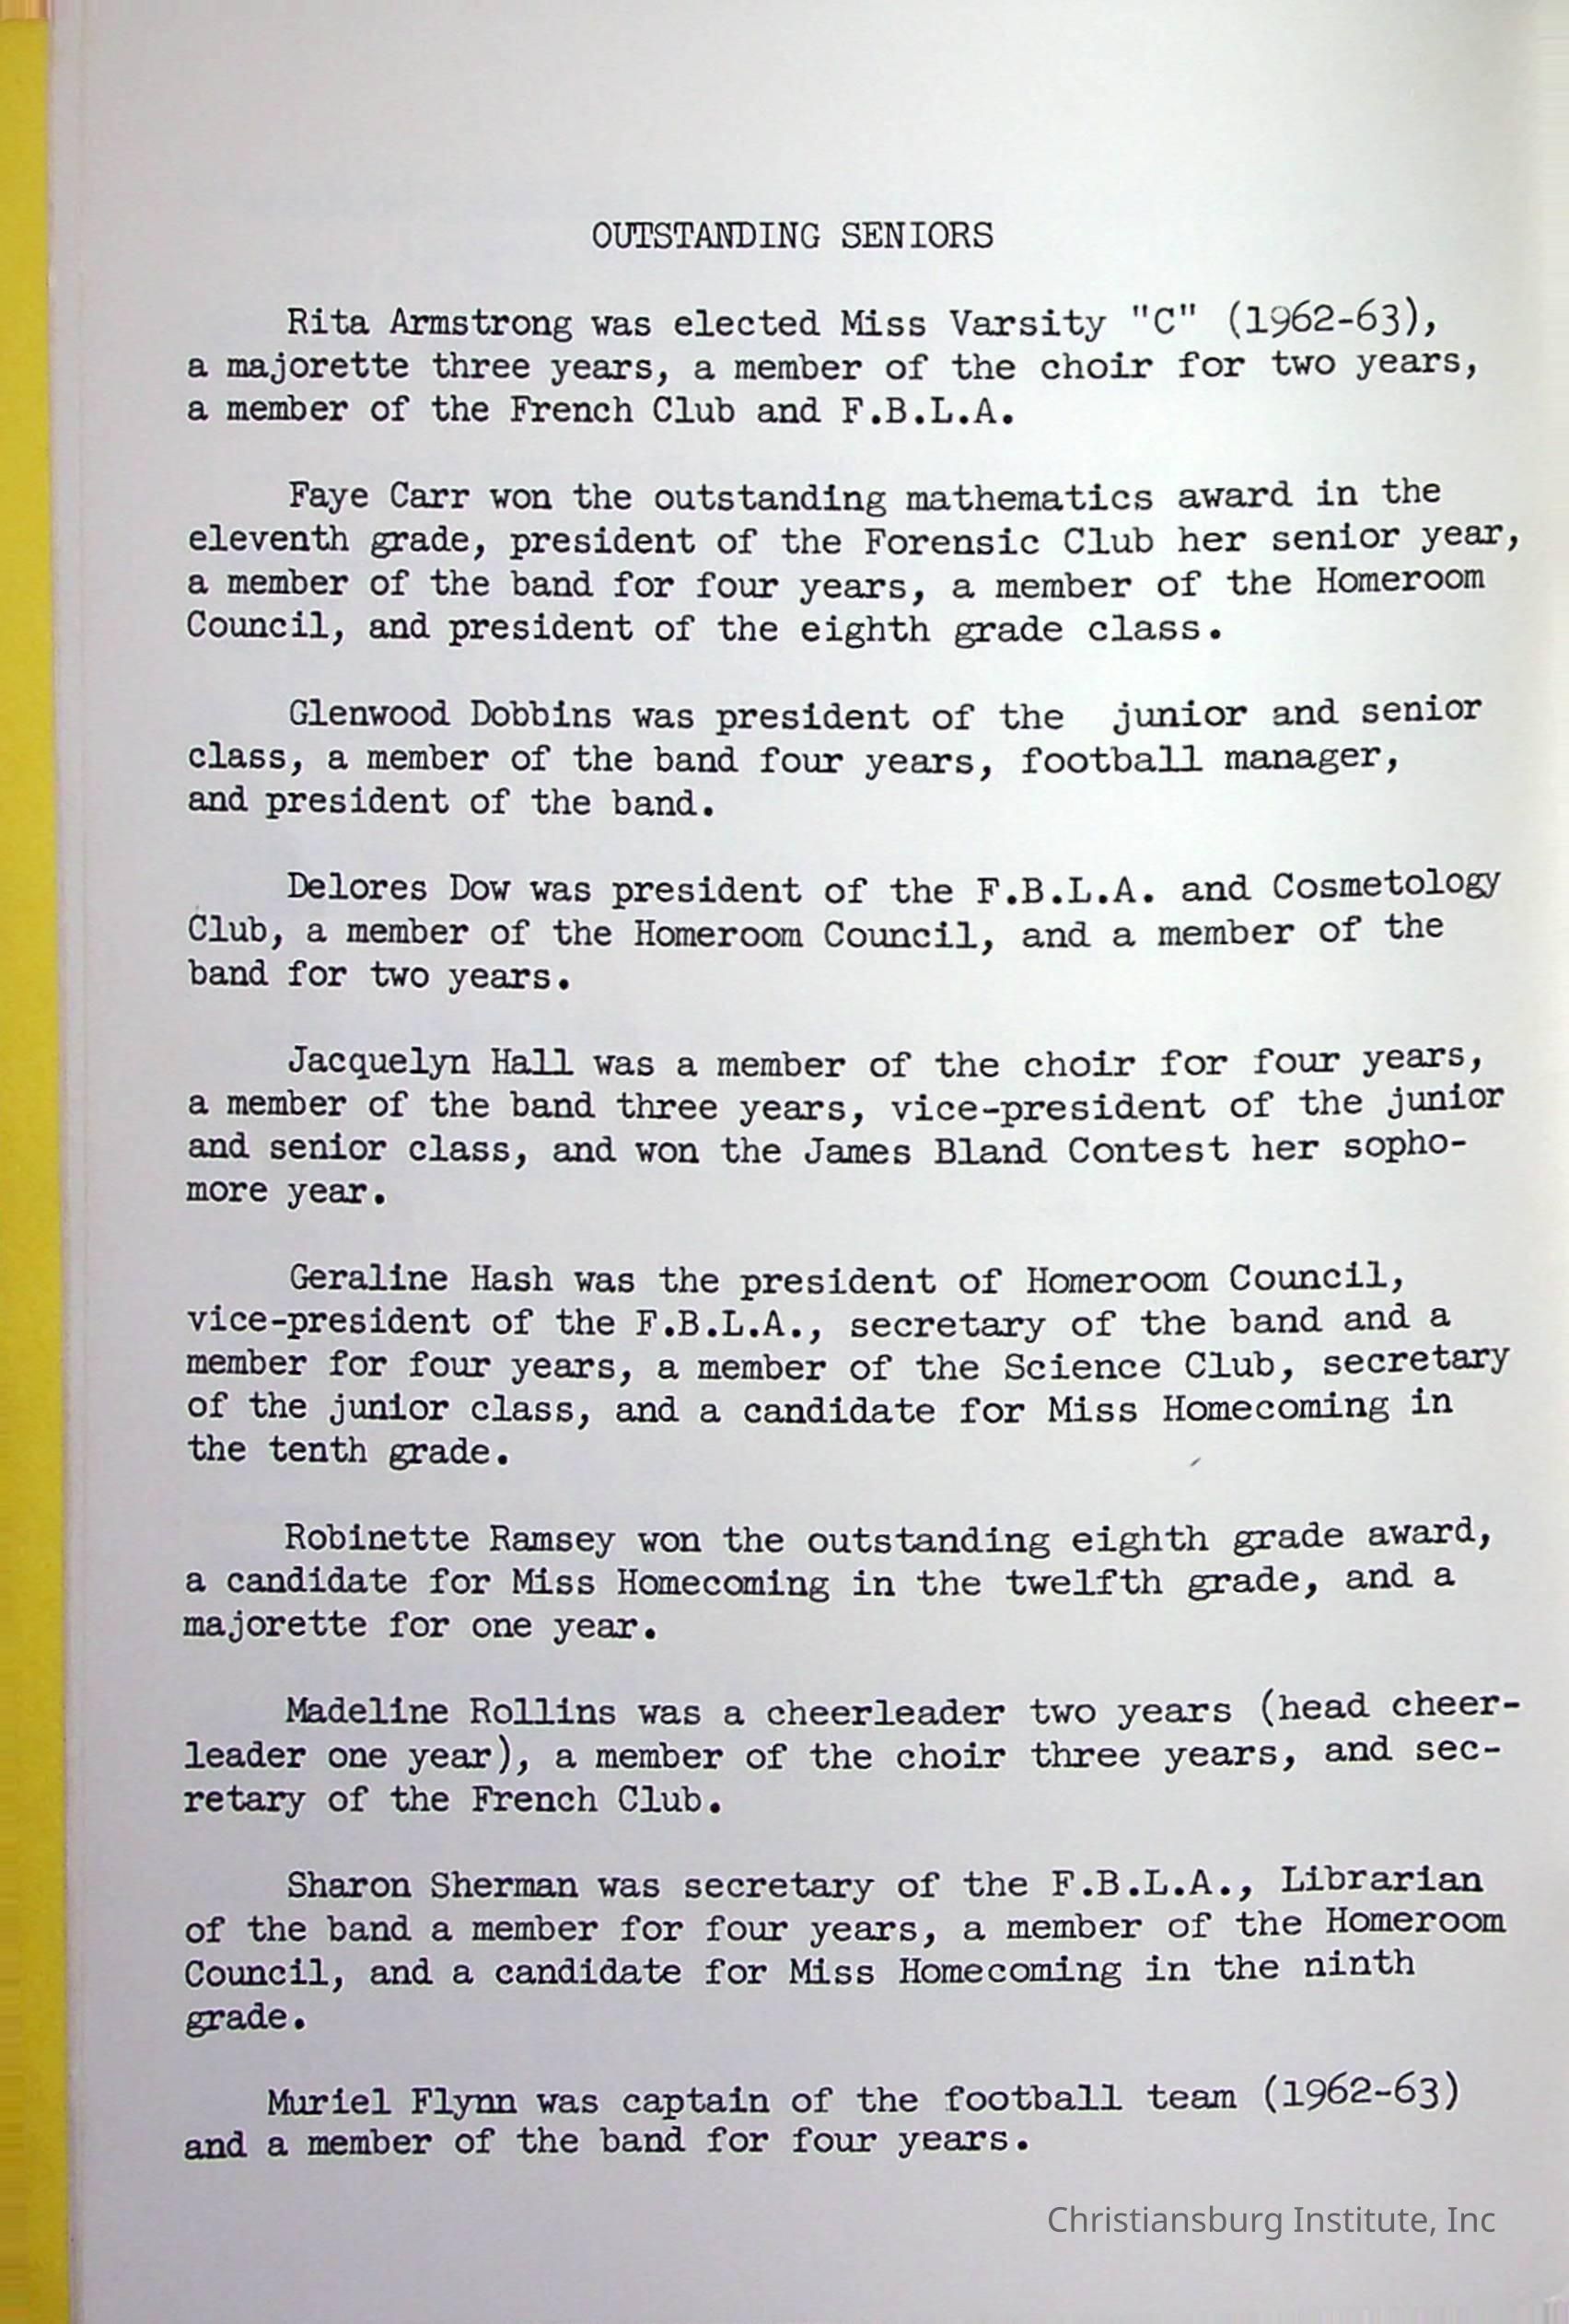 OUTSTANDING SENIORS
Rita Armstrong was elected Miss Varsity "C" (1962-63),
a majorette three years, a member of the choir for two years,
a member of the French Club and F.B.L.A.
Faye Carr won the outstanding mathematics award in the
eleventh grade, president of the Forensic Club her senior year,
a member of the band for four years, a member of the Homeroom
Council, and president of the eighth grade class.
Glenwood Dobbins was president of the junior and senior
class, a member of the band four years, football manager,
and president of the band.
Delores Dow was president of the F.B.L.A. and Cosmetology
Club, a member of the Homeroom Council, and a member of the
band for two years.
Jacquelyn Hall was a member of the choir for four years,
a member of the band three years, vice-president of the junior
and senior class, and won the James Bland Contest her sopho-
more year.
Geraline Hash was the president of Homeroom Council,
vice-president of the F.B.L.A., secretary of the band and a
member for four years, a member of the Science Club, secretary
of the junior class, and a candidate for Miss Homecoming in
the tenth grade.
Robinette Ramsey won the outstanding eighth grade award,
a candidate for Miss Homecoming in the twelfth grade, and a
majorette for one year.
Madeline Rollins was a cheerleader two years (head cheer-
leader one year), a member of the choir three years, and sec-
retary of the French Club.
Sharon Sherman was secretary of the F.B.L.A., Librarian
of the band a member for four years, a member of the Homeroom
Council, and a candidate for Miss Homecoming in the ninth
grade.
Muriel Flynn was captain of the football team (1962-63)
and a member of the band for four years.
Christiansburg Institute, Inc